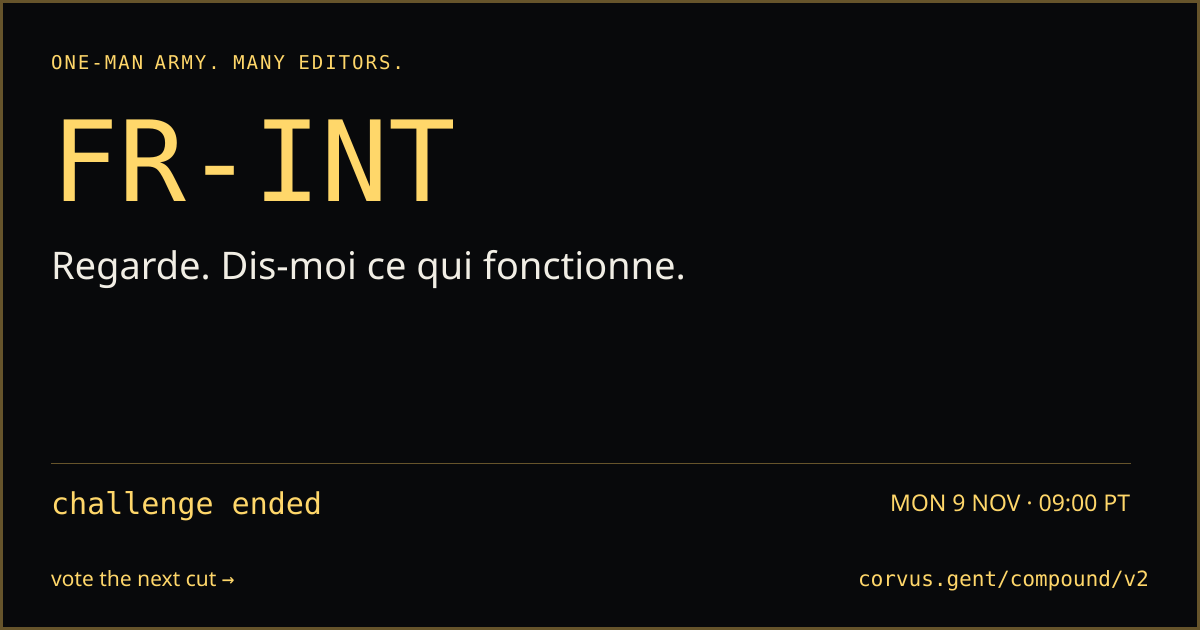 ONE-MAN ARMY. MANY EDITORS.
FR-INT
Regarde. Dis-moi ce qui fonctionne.
challenge ended
MON 9 NOV · 09:00 PT
vote the next cut →
corvus.gent/compound/v2